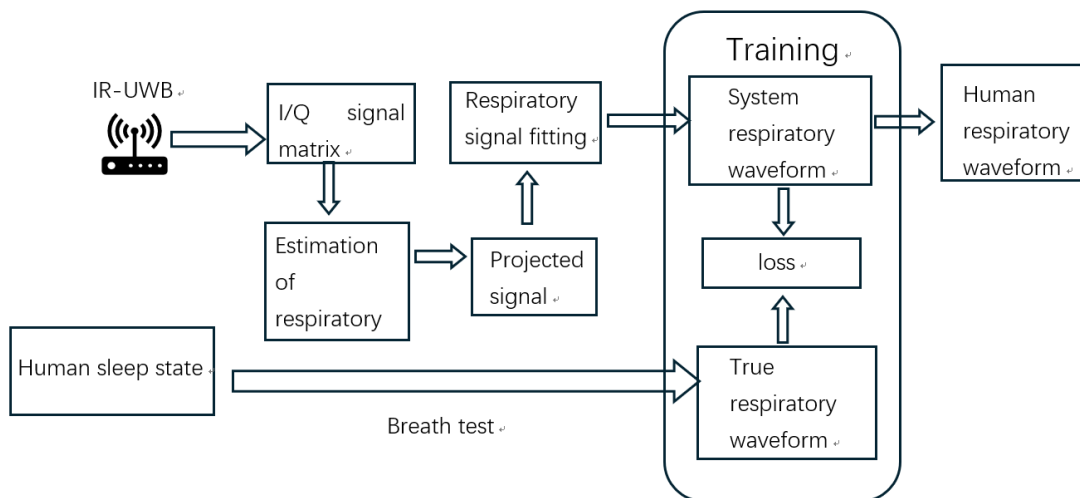 Training
IR-UWB
I/Q signal
matrix
Respiratory
signal fitting
System
respiratory
waveform
Human
respiratory
waveform
Estimation
of
respiratory
Projected
signal
loss
Human sleep state
True
respiratory
waveform
Breath test